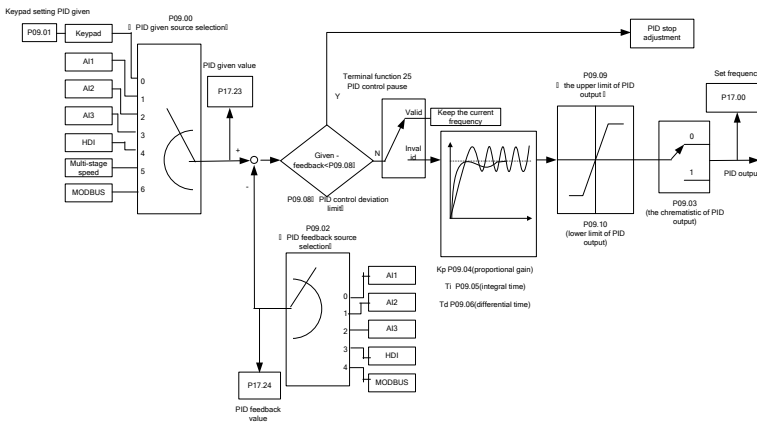 Keypad setting PID given
P09.00
PID given source selection
P09.01
Keypad
AI1
AI2
AI3
HDI
Multi-stage
speed
MODBUS
0
1
2
3
4
5
6
PID given value
P17.23
+
-
Y
PID stop
adjustment
Given -
feedback<P09.08
N
P09.08 PID control deviation
limit
Terminal function 25
PID control pause
Valid
Inval
id
Keep the current
frequency
Kp P09.04(proportional gain)
Ti P09.05(integral time)
Td P09.06(differential time)
P09.09
the upper limit of PID
output
P09.10
(lower limit of PID
output)
0
1
P09.03
(the chrematistic of PID
output)
Set frequenc
P17.00
PID output
P09.02
PID feedback source
selection
0
1
2
3
4
AI1
AI2
AI3
HDI
MODBUS
P17.24
PID feedback
value